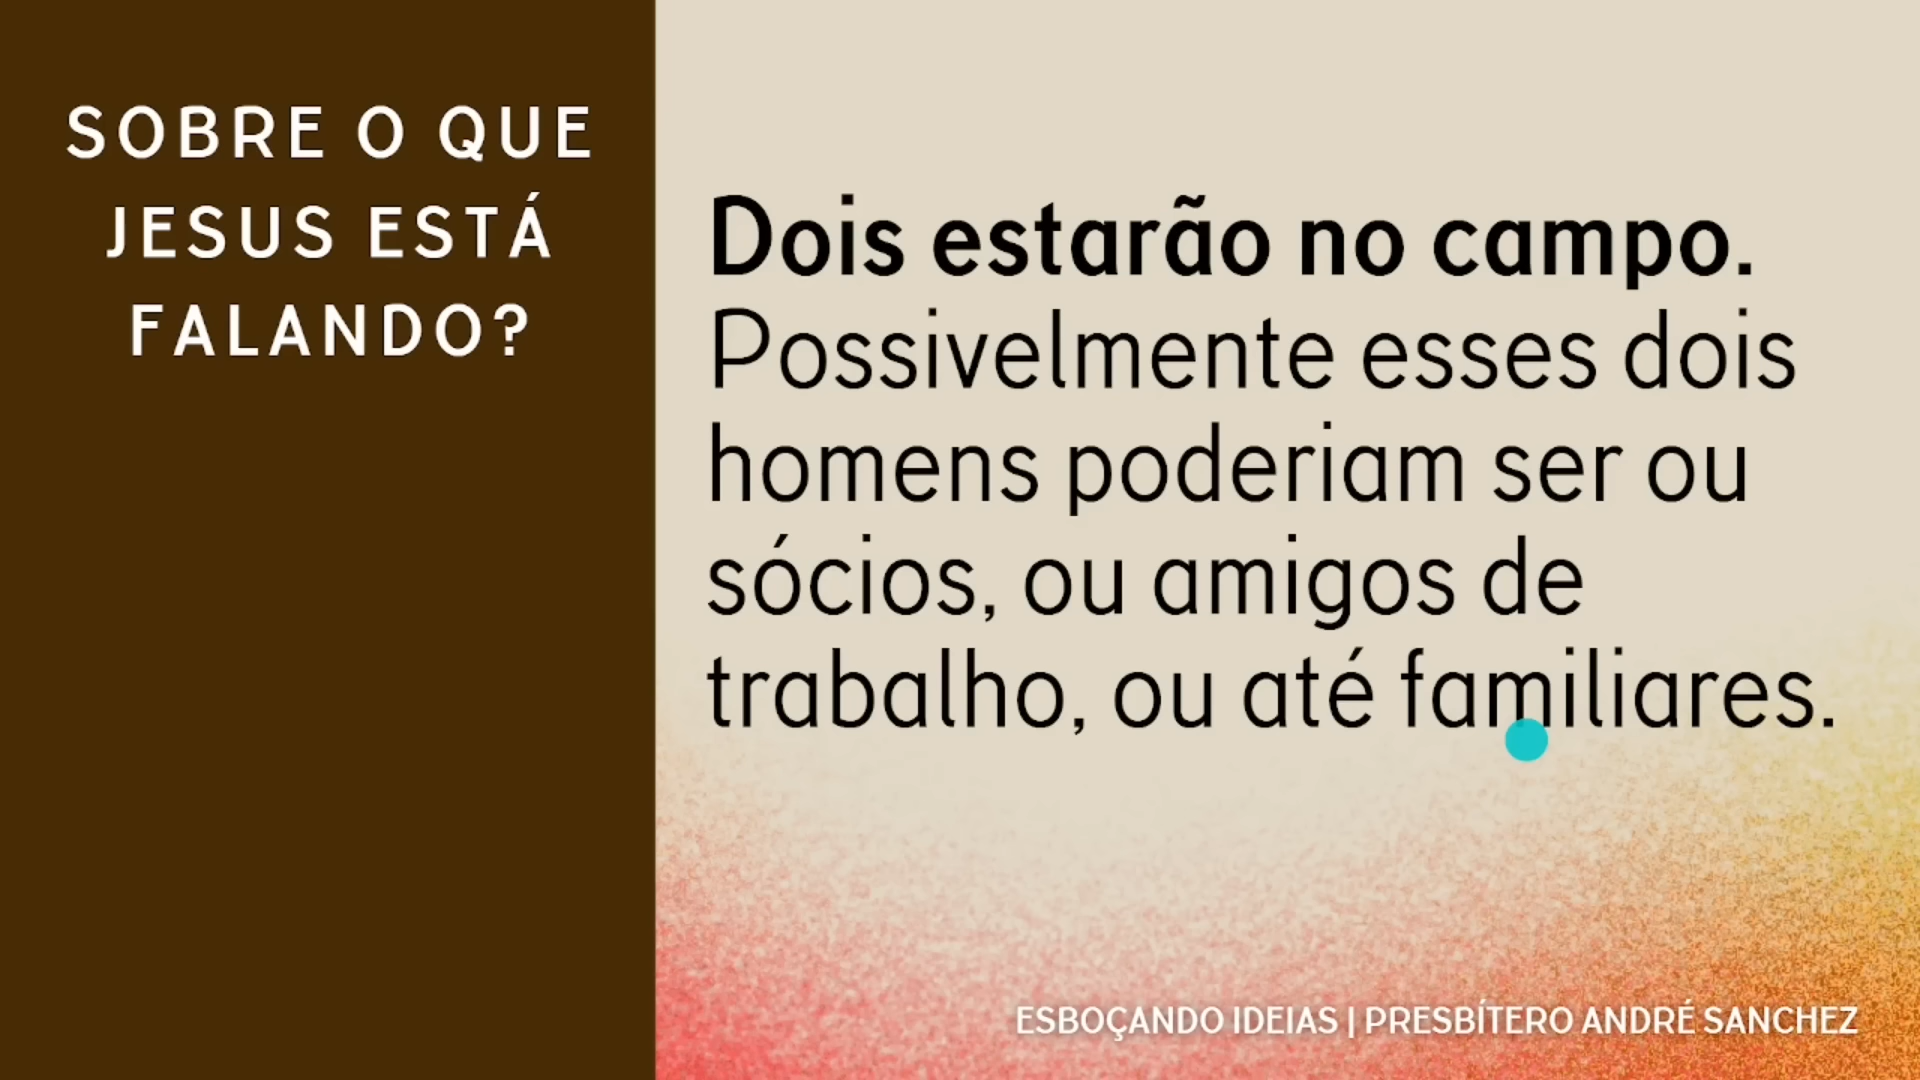 SOBRE O QUE
JESUS ESTÁ
FALANDO?
Dois estarão no campo.
Possivelmente esses dois
homens poderiam ser ou
sócios, ou amigos de
trabalho, ou até familiares.
ESBOÇANDO IDEIAS | PRESBÍTERO ANDRÉ SANCHEZ